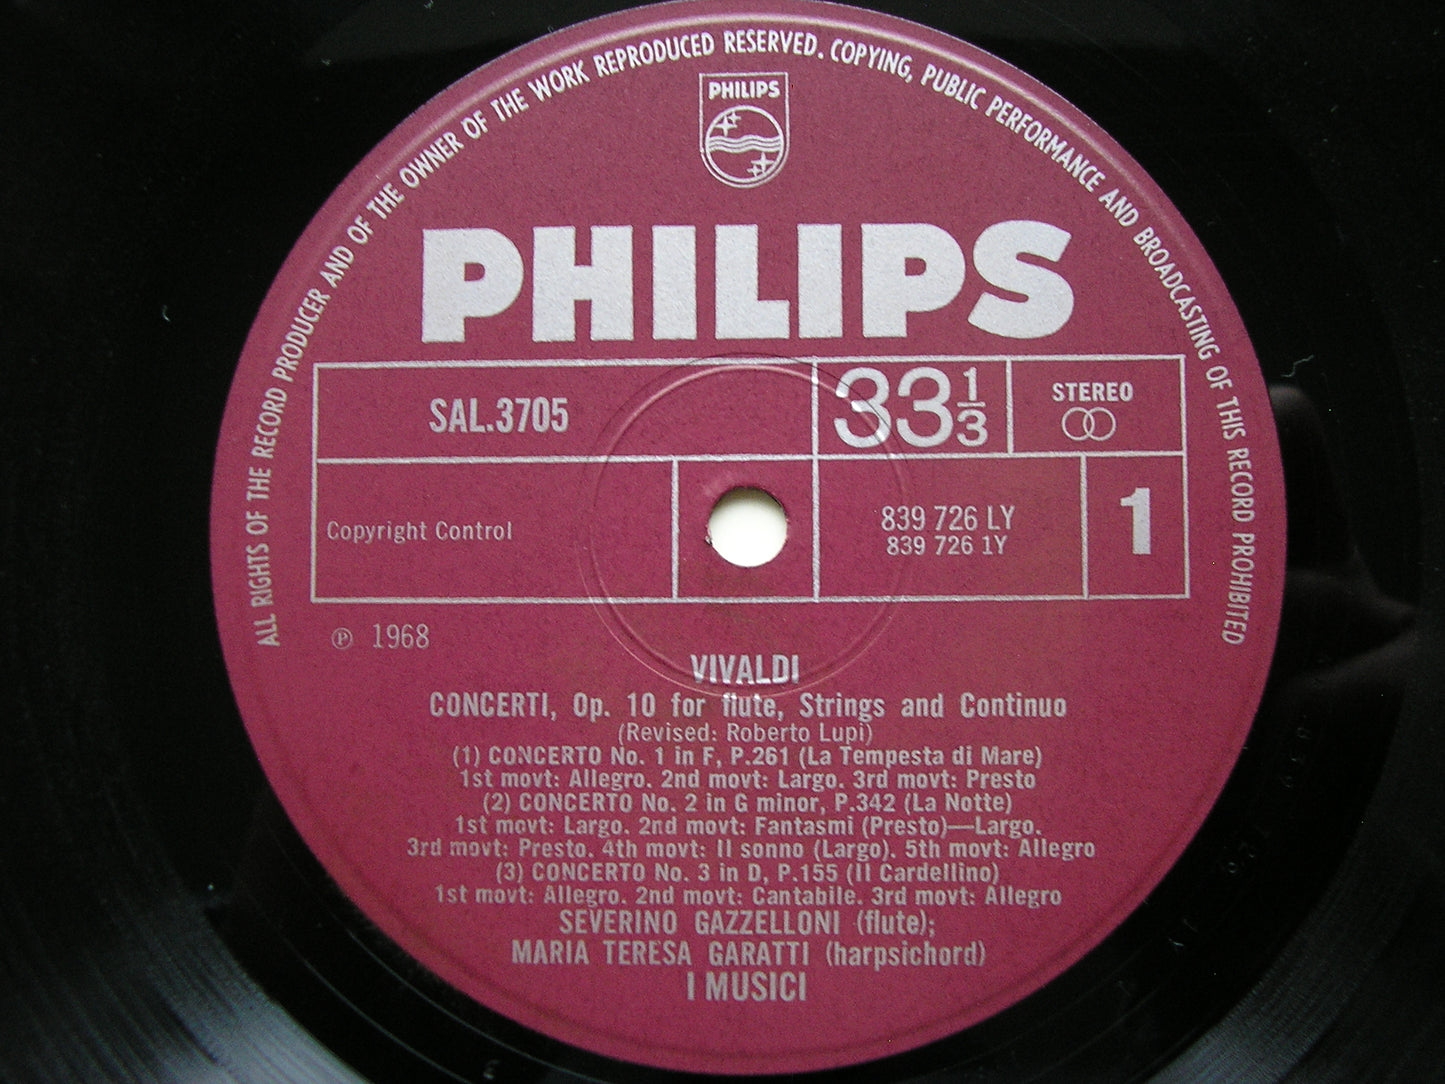 ALL RIGHTS OF THE RECORD PRODUCER AND OF THE OWNER OF THE WORK REPRODUCED RESERVED. COPYING, PUBLIC PERFORMANCE AND BROADCASTING OF THIS RECORD PROHIBITED
PHILIPS
PHILIPS
SAL.3705
33 1/3
STEREO
Copyright Control
839 726 LY
839 726 1Y
1
Ⓟ 1968
VIVALDI
CONCERTI, Op. 10 for flute, Strings and Continuo
(Revised: Roberto Lupi)
(1) CONCERTO No. 1 in F, P.261 (La Tempesta di Mare)
1st movt: Allegro. 2nd movt: Largo. 3rd movt: Presto
(2) CONCERTO No. 2 in G minor, P.342 (La Notte)
1st movt: Largo. 2nd movt: Fantasmi (Presto)—Largo.
3rd movt: Presto. 4th movt: Il sonno (Largo). 5th movt: Allegro
(3) CONCERTO No. 3 in D, P.155 (Il Cardellino)
1st movt: Allegro. 2nd movt: Cantabile. 3rd movt: Allegro
SEVERINO GAZZELLONI (flute);
MARIA TERESA GARATTI (harpsichord)
I MUSICI